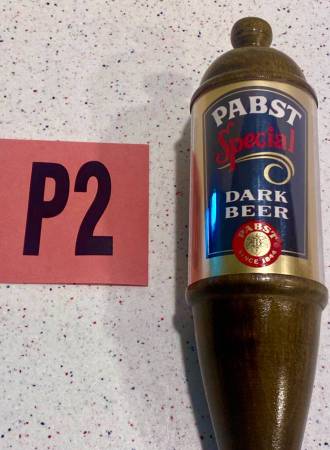 P2
PABST
Special
DARK
BEER
PABST
SINCE 1844